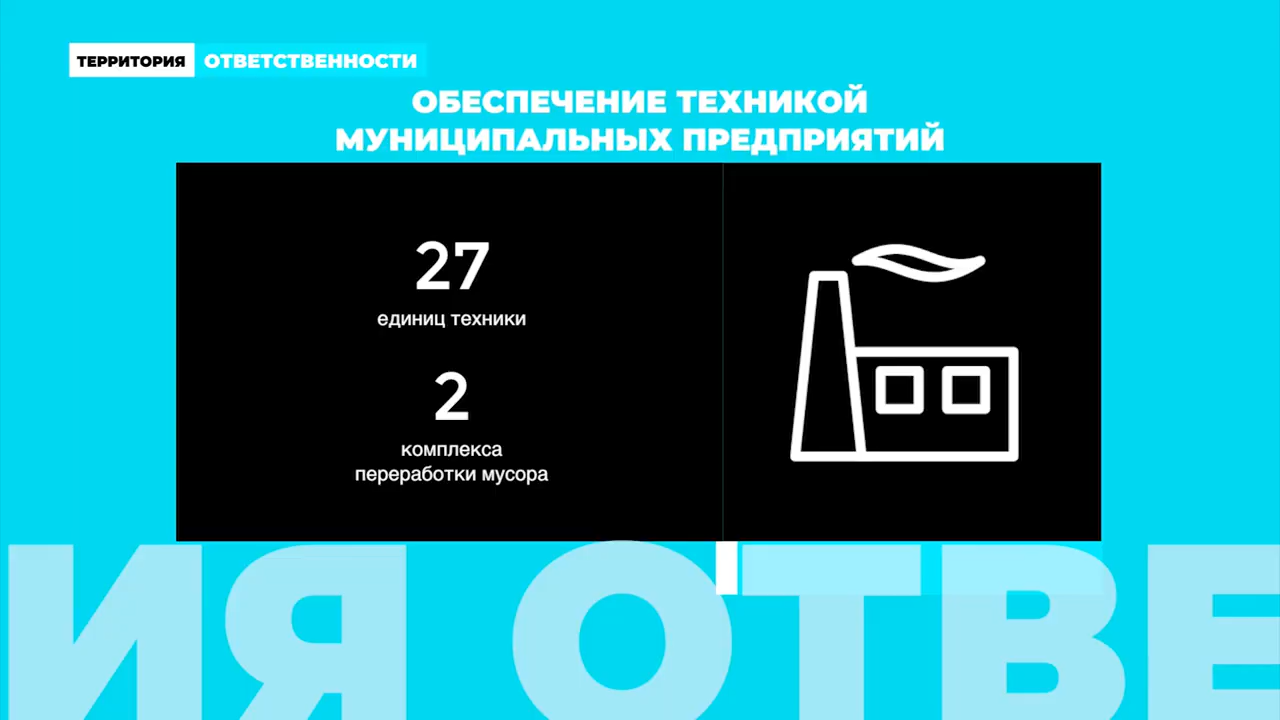 ТЕРРИТОРИЯ ОТВЕТСТВЕННОСТИ
ОБЕСПЕЧЕНИЕ ТЕХНИКОЙ
МУНИЦИПАЛЬНЫХ ПРЕДПРИЯТИЙ
27
единиц техники
2
комплекса
переработки мусора
ИЯ ОТВЕ